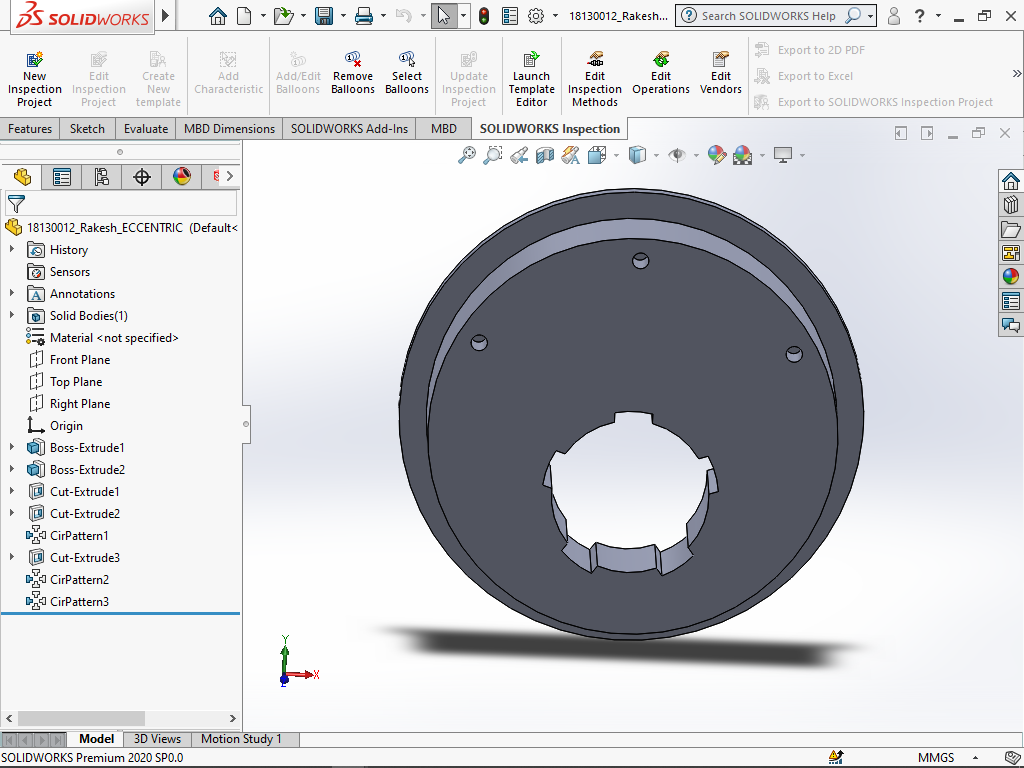 SOLIDWORKS
18130012_Rakesh...
Search SOLIDWORKS Help
New Inspection Project
Edit Inspection Project
Create New template
Add Characteristic
Add/Edit Balloons
Remove Balloons
Select Balloons
Update Inspection Project
Launch Template Editor
Edit Inspection Methods
Edit Operations
Edit Vendors
Export to 2D PDF
Export to Excel
Export to SOLIDWORKS Inspection Project
Features
Sketch
Evaluate
MBD Dimensions
SOLIDWORKS Add-Ins
MBD
SOLIDWORKS Inspection
18130012_Rakesh_ECCENTRIC (Default<
History
Sensors
Annotations
Solid Bodies(1)
Material <not specified>
Front Plane
Top Plane
Right Plane
Origin
Boss-Extrude1
Boss-Extrude2
Cut-Extrude1
Cut-Extrude2
CirPattern1
Cut-Extrude3
CirPattern2
CirPattern3
Y
X
Z
Model
3D Views
Motion Study 1
SOLIDWORKS Premium 2020 SP0.0
MMGS